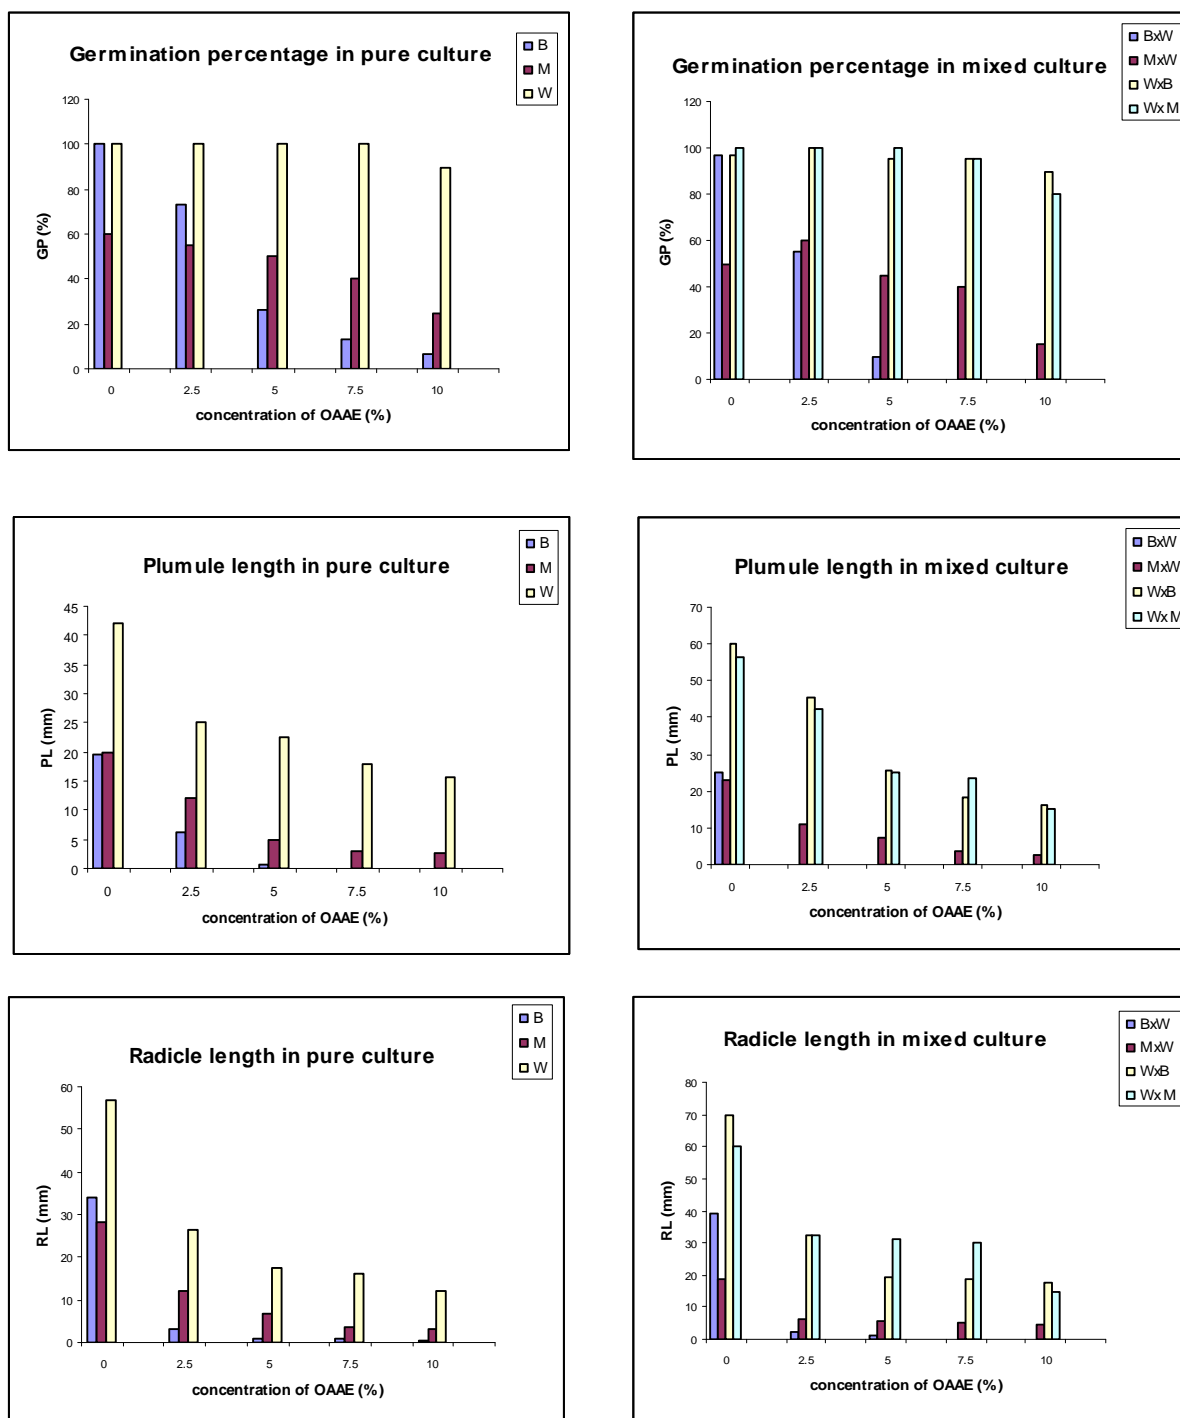 Germination percentage in pure culture
B
M
W
120
100
80
60
40
20
0
GP (%)
0 2.5 5 7.5 10
concentration of OAAE (%)
Germination percentage in mixed culture
BxW
MxW
WxB
WxM
120
100
80
60
40
20
0
GP (%)
0 2.5 5 7.5 10
concentration of OAAE (%)
Plumule length in pure culture
B
M
W
45
40
35
30
25
20
15
10
5
0
PL (mm)
0 2.5 5 7.5 10
concentration of OAAE (%)
Plumule length in mixed culture
BxW
MxW
WxB
WxM
70
60
50
40
30
20
10
0
PL (mm)
0 2.5 5 7.5 10
concentration of OAAE (%)
Radicle length in pure culture
B
M
W
60
50
40
30
20
10
0
RL (mm)
0 2.5 5 7.5 10
concentration of OAAE (%)
Radicle length in mixed culture
BxW
MxW
WxB
WxM
80
70
60
50
40
30
20
10
0
RL (mm)
0 2.5 5 7.5 10
concentration of OAAE (%)